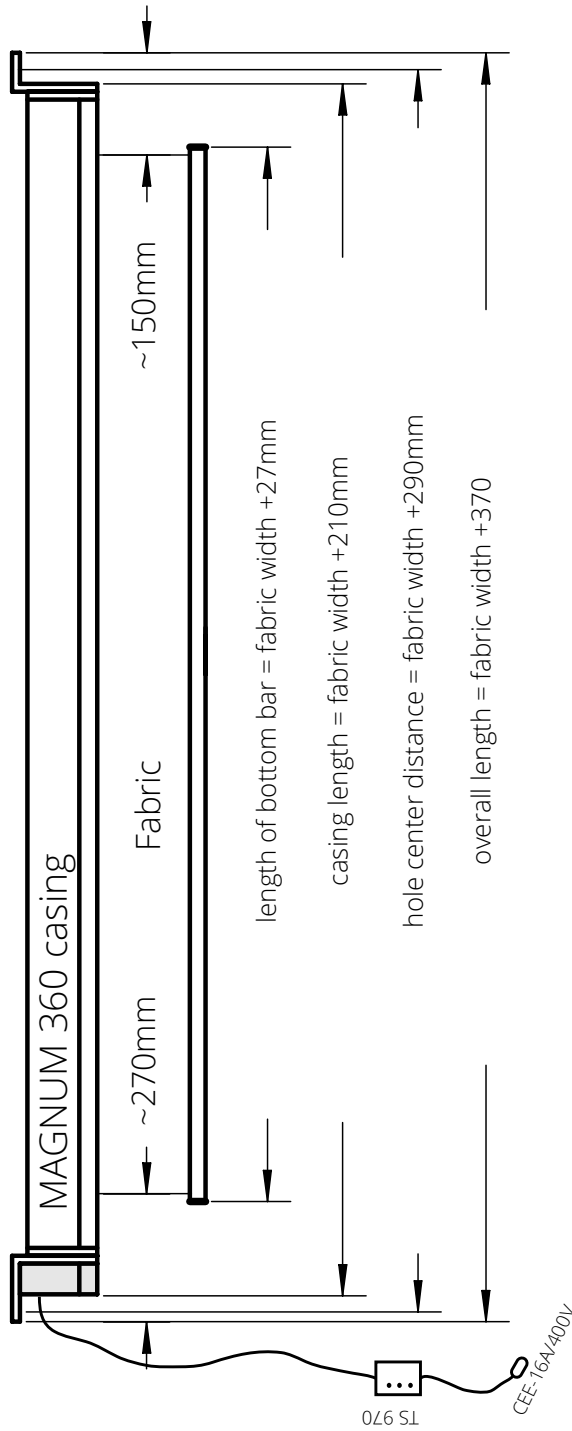 MAGNUM 360 casing
~270mm
Fabric
~150mm
length of bottom bar = fabric width +27mm
casing length = fabric width +210mm
hole center distance = fabric width +290mm
overall length = fabric width +370
TS 970
CEE-16A/400V